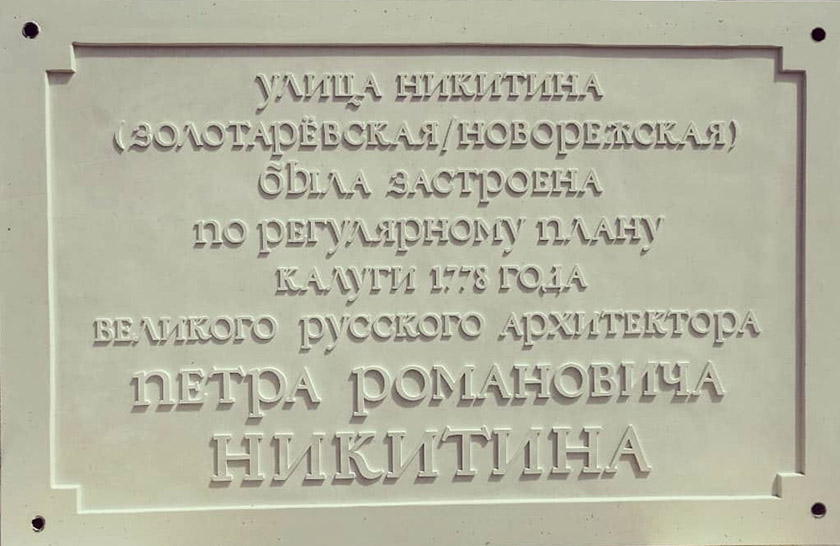 улица никитина
(золотарёвская/новорежская)
была застроена
по регулярному плану
калуги 1778 года
великого русского архитектора
петра романовича
никитина